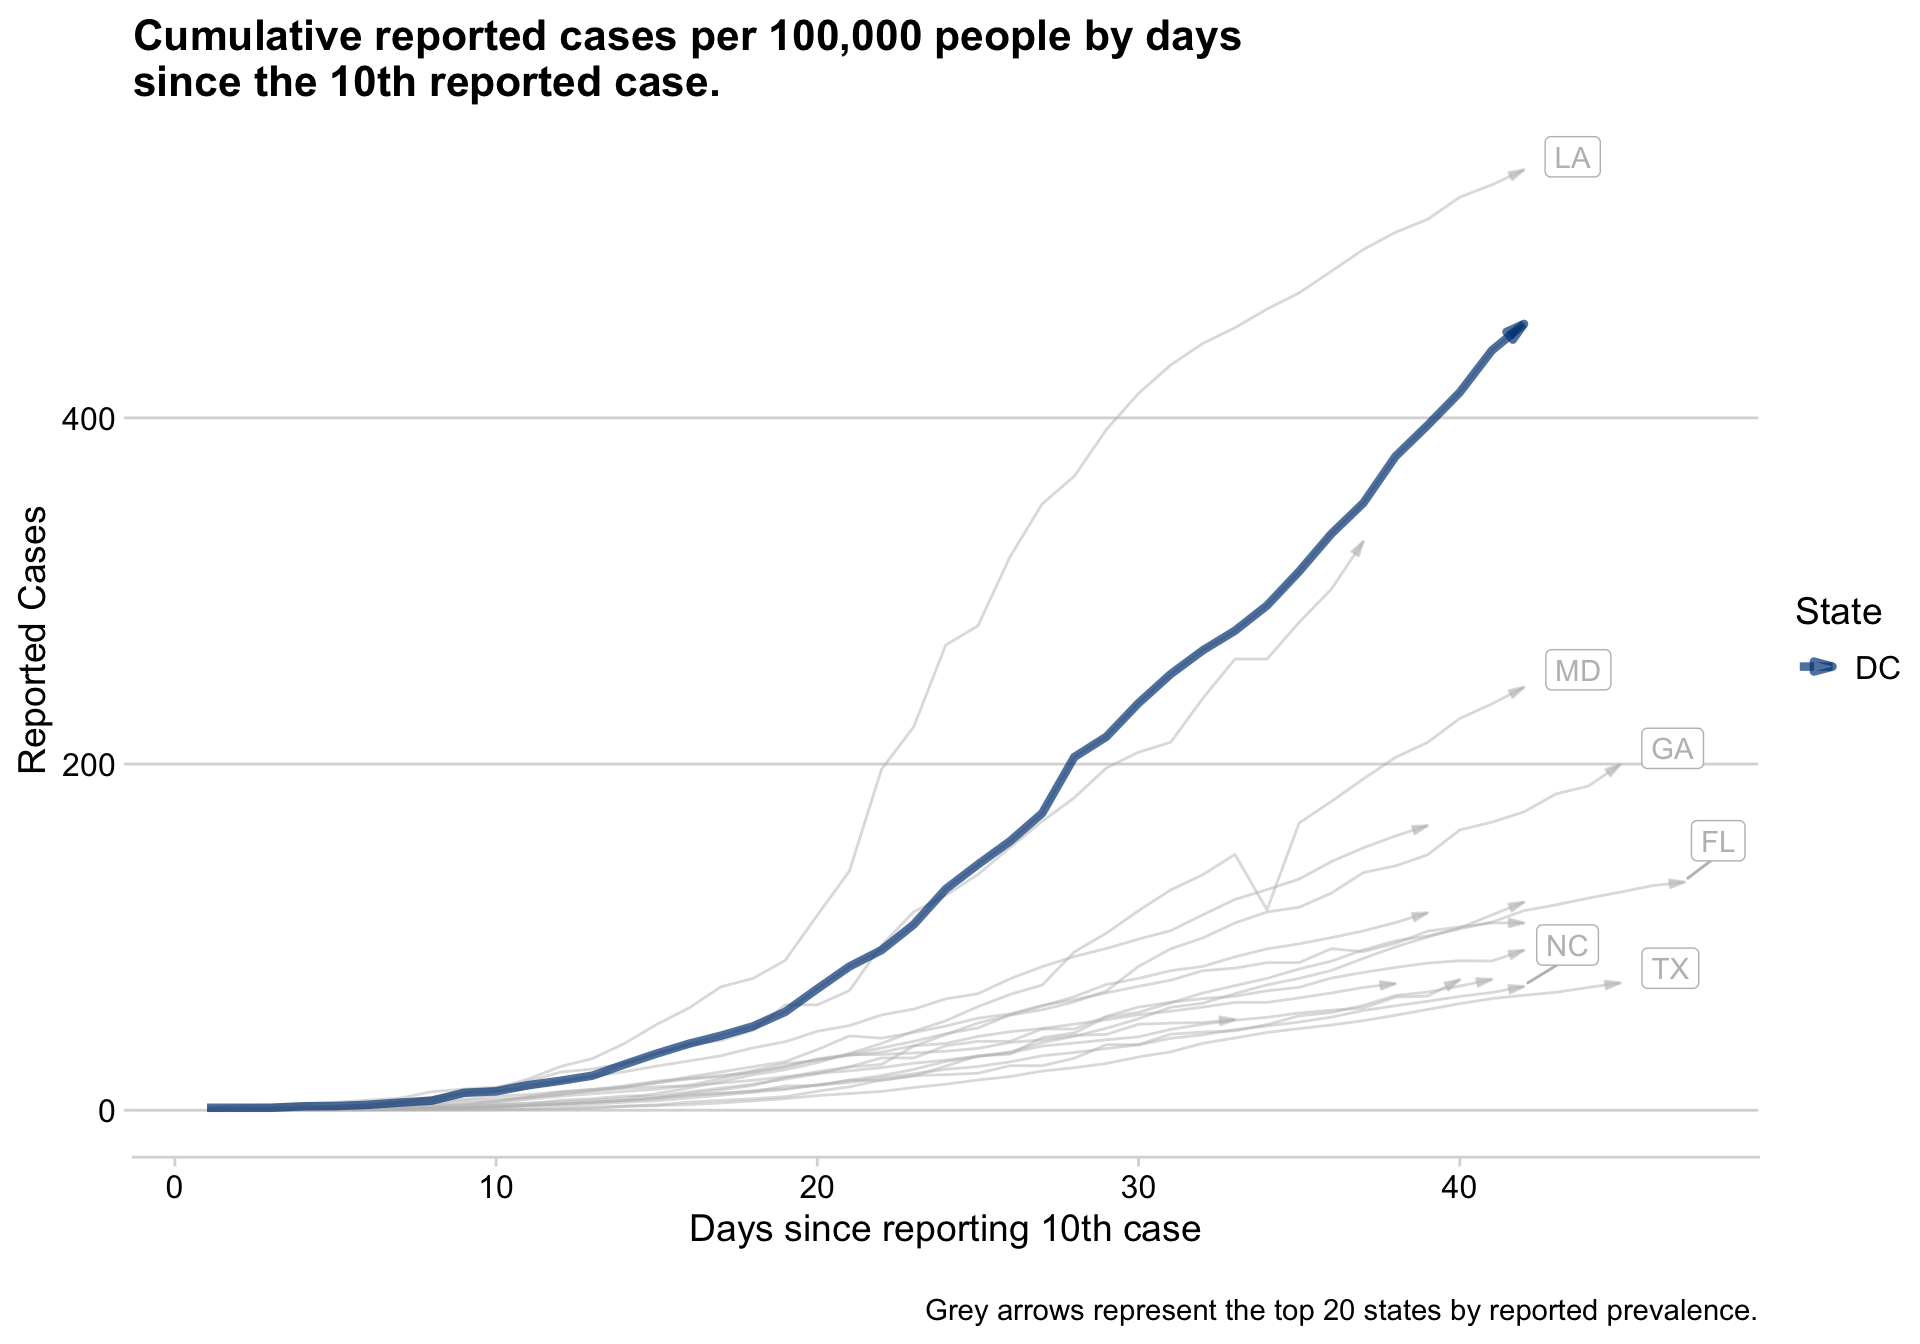 Cumulative reported cases per 100,000 people by days
since the 10th reported case.
LA
400
Reported Cases
State
DC
MD
200
GA
FL
NC
TX
0
0 10 20 30 40
Days since reporting 10th case
Grey arrows represent the top 20 states by reported prevalence.